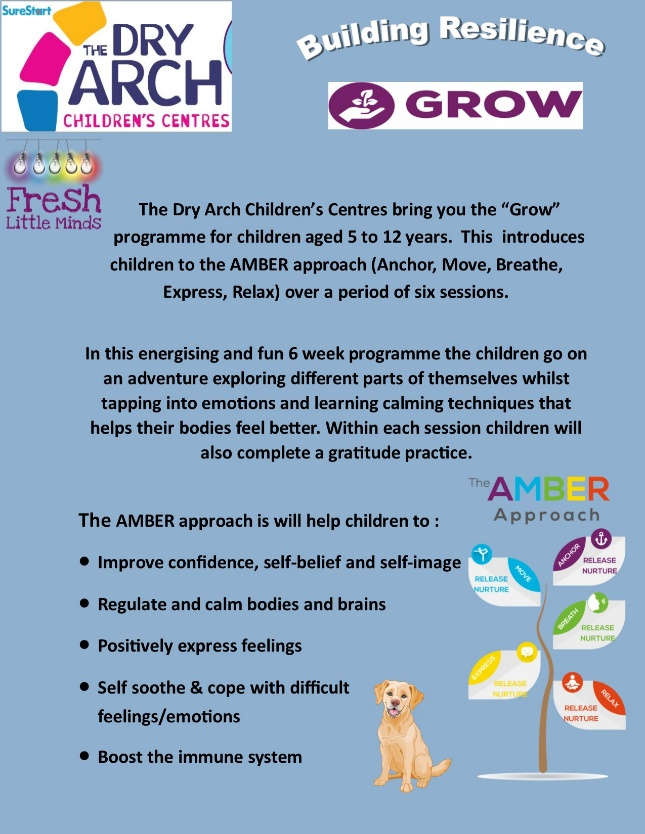 SureStart
THE DRY
ARCH
CHILDREN'S CENTRES
Building Resilience
GROW
Fresh
Little Minds
The Dry Arch Children's Centres bring you the "Grow"
programme for children aged 5 to 12 years. This introduces
children to the AMBER approach (Anchor, Move, Breathe,
Express, Relax) over a period of six sessions.
In this energising and fun 6 week programme the children go on
an adventure exploring different parts of themselves whilst
tapping into emotions and learning calming techniques that
helps their bodies feel better. Within each session children will
also complete a gratitude practice.
The AMBER
Approach
The AMBER approach is will help children to :
• Improve confidence, self-belief and self-image
• Regulate and calm bodies and brains
• Positively express feelings
• Self soothe & cope with difficult
feelings/emotions
• Boost the immune system
ANCHOR
RELEASE
NURTURE
MOVE
RELEASE
NURTURE
BREATH
RELEASE
NURTURE
EXPRESS
RELEASE
NURTURE
RELAX
RELEASE
NURTURE